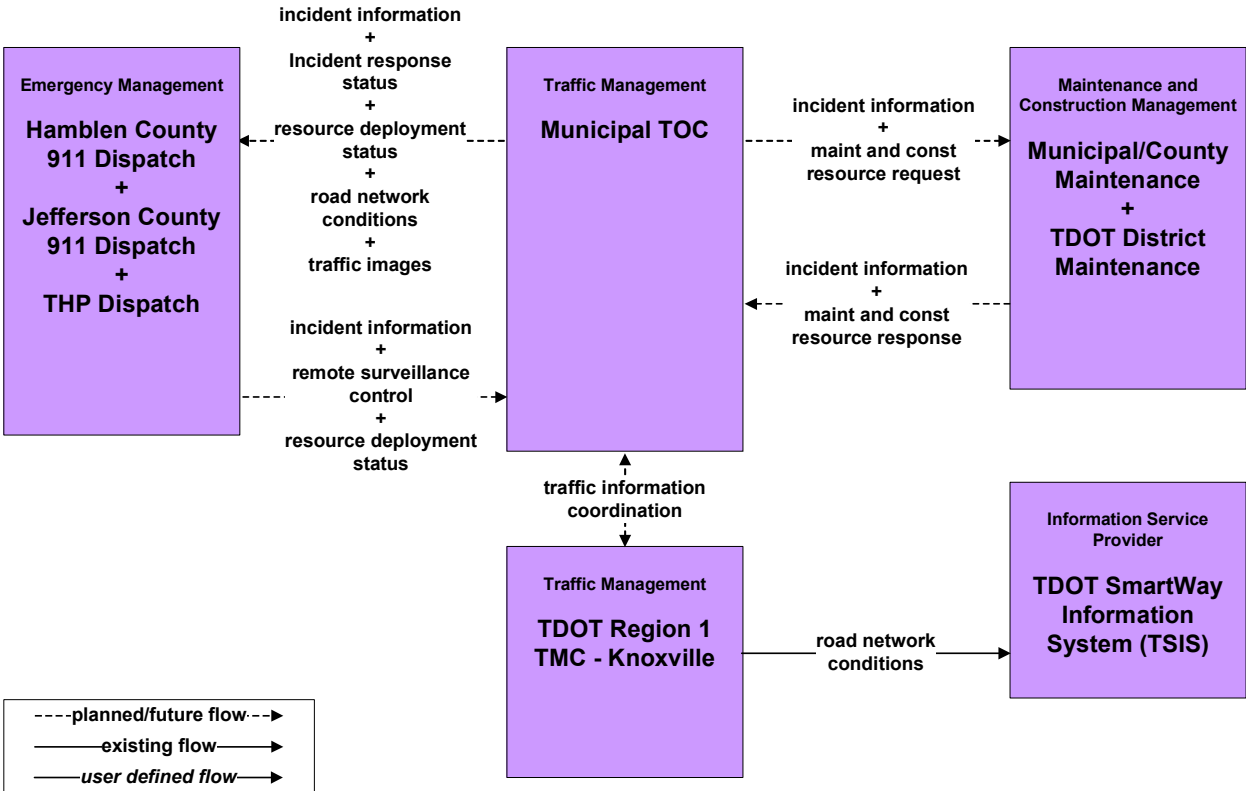 Emergency Management
Hamblen County
911 Dispatch
+
Jefferson County
911 Dispatch
+
THP Dispatch
incident information
+
Incident response
status
+
resource deployment
status
+
road network
conditions
+
traffic images
incident information
+
remote surveillance
control
+
resource deployment
status
Traffic Management
Municipal TOC
incident information
+
maint and const
resource request
incident information
+
maint and const
resource response
Maintenance and
Construction Management
Municipal/County
Maintenance
+
TDOT District
Maintenance
traffic information
coordination
Traffic Management
TDOT Region 1
TMC - Knoxville
road network
conditions
Information Service
Provider
TDOT SmartWay
Information
System (TSIS)
planned/future flow
existing flow
user defined flow